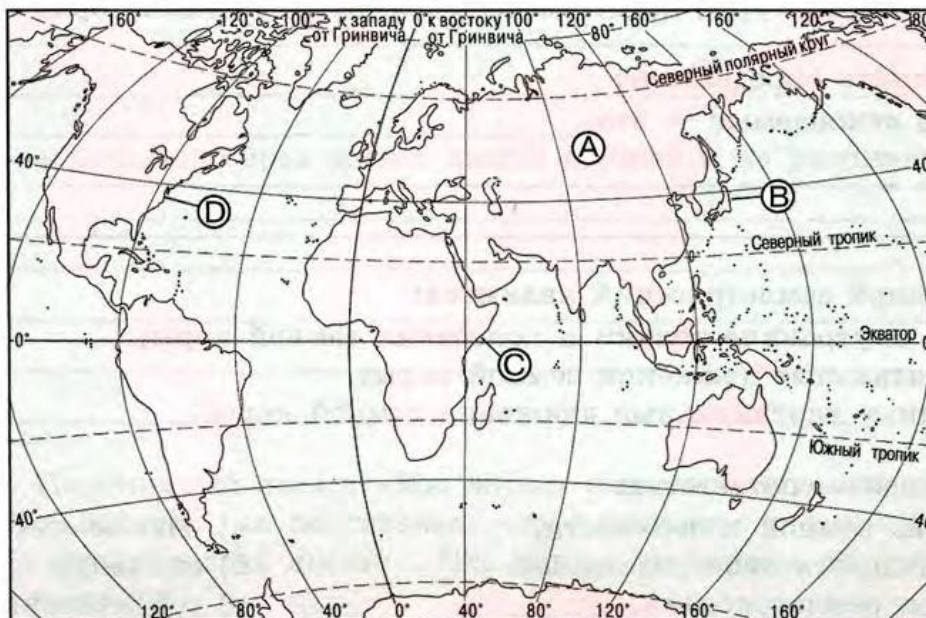 160° 120° 100° к западу 0° к востоку 100° 120° 160° 120° 80°
от Гринвича от Гринвича 80°
Северный полярный круг
A
40° 40°
D B
Северный тропик
Экватор
0° 0
C
Южный тропик
40° 40°
120° 80° 40° 0° 40° 80° 120° 160° 160°